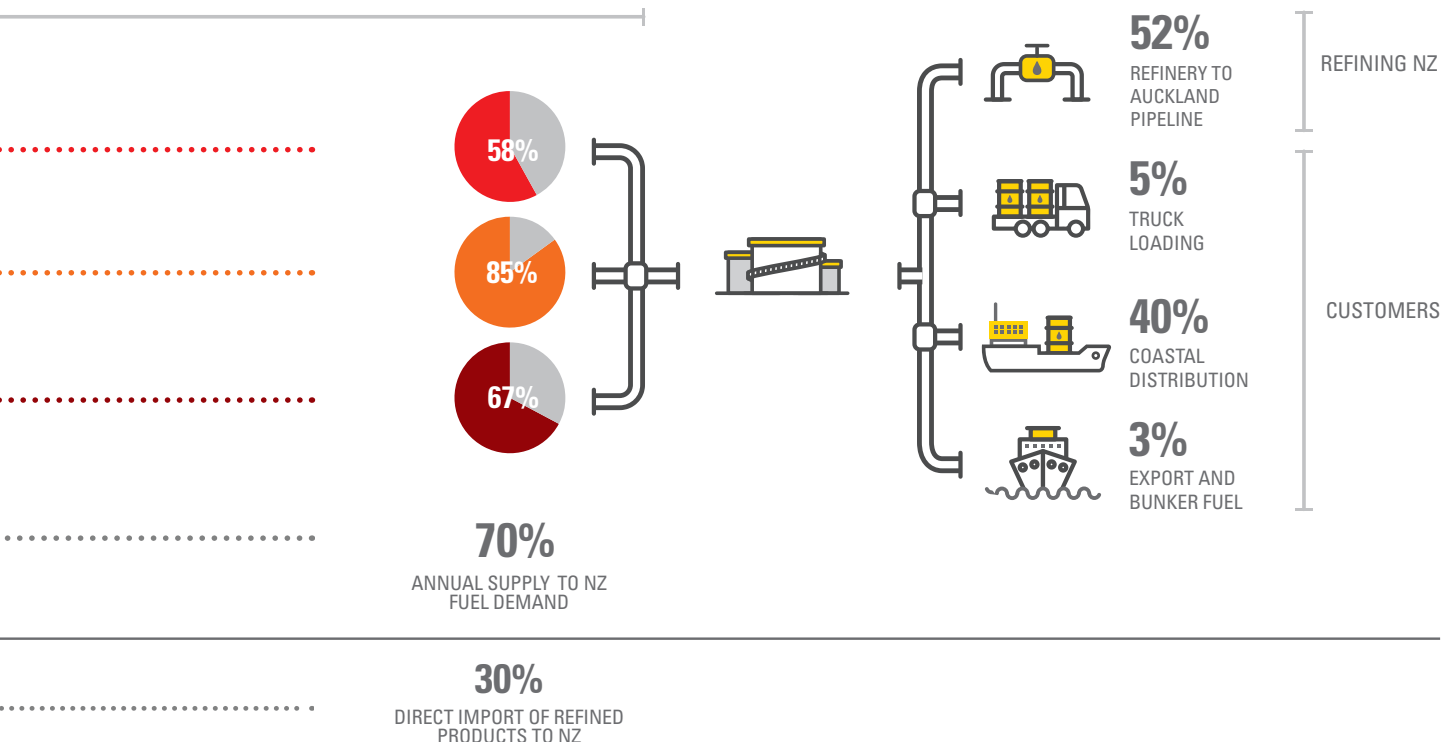 58%
85%
67%
70%
ANNUAL SUPPLY TO NZ
FUEL DEMAND
30%
DIRECT IMPORT OF REFINED
PRODUCTS TO NZ
52%
REFINERY TO
AUCKLAND
PIPELINE
5%
TRUCK
LOADING
40%
COASTAL
DISTRIBUTION
3%
EXPORT AND
BUNKER FUEL
REFINING NZ
CUSTOMERS